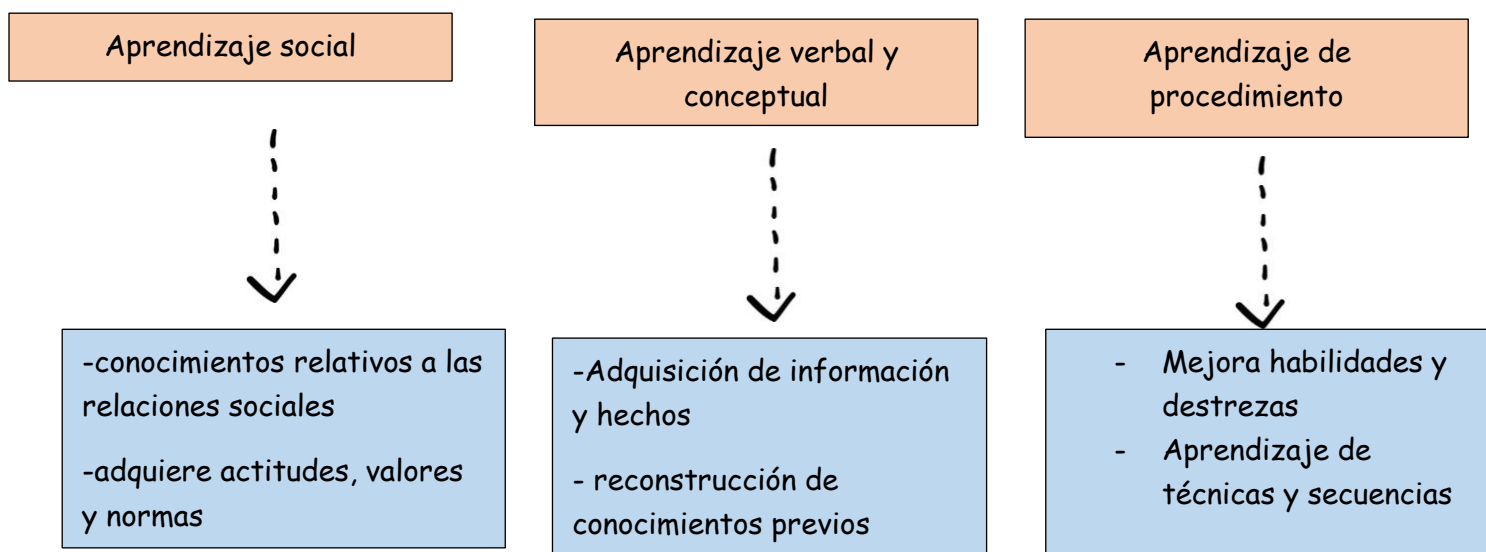 Aprendizaje social
Aprendizaje verbal y
conceptual
Aprendizaje de
procedimiento
-conocimientos relativos a las
relaciones sociales
-adquiere actitudes, valores
y normas
-Adquisición de información
y hechos
- reconstrucción de
conocimientos previos
- Mejora habilidades y
destrezas
- Aprendizaje de
técnicas y secuencias